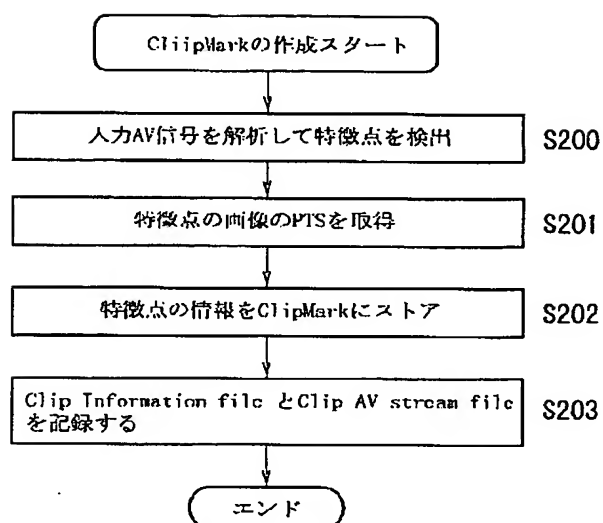 CliipMarkの作成スタート
入力AV信号を解析して特徴点を検出
S200
特徴点の画像のPTSを取得
S201
特徴点の情報をClipMarkにストア
S202
Clip Information file とClip AV stream file
を記録する
S203
エンド